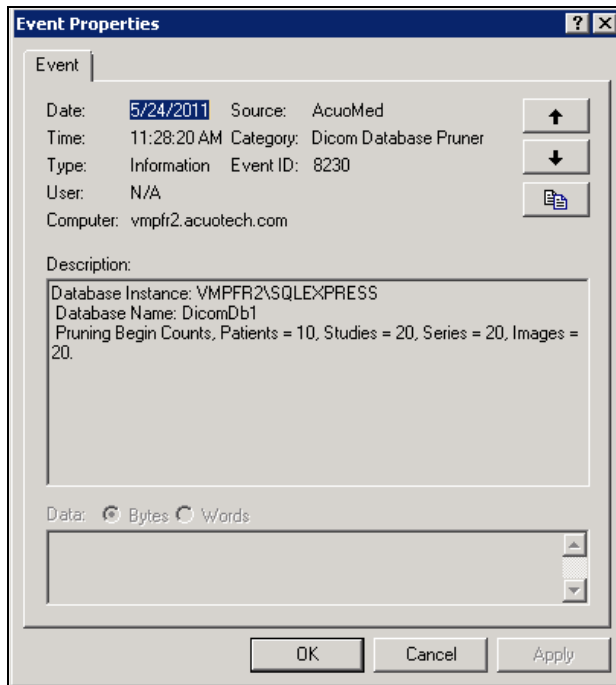 Event Properties
Event
Date: 5/24/2011 Source: AcuoMed
Time: 11:28:20 AM Category: Dicom Database Pruner
Type: Information Event ID: 8230
User: N/A
Computer: vmpfr2.acuotech.com
Description:
Database Instance: VMPFR2\SQLEXPRESS
Database Name: DicomDb1
Pruning Begin Counts, Patients = 10, Studies = 20, Series = 20, Images =
20.
Data: Bytes Words
OK Cancel Apply